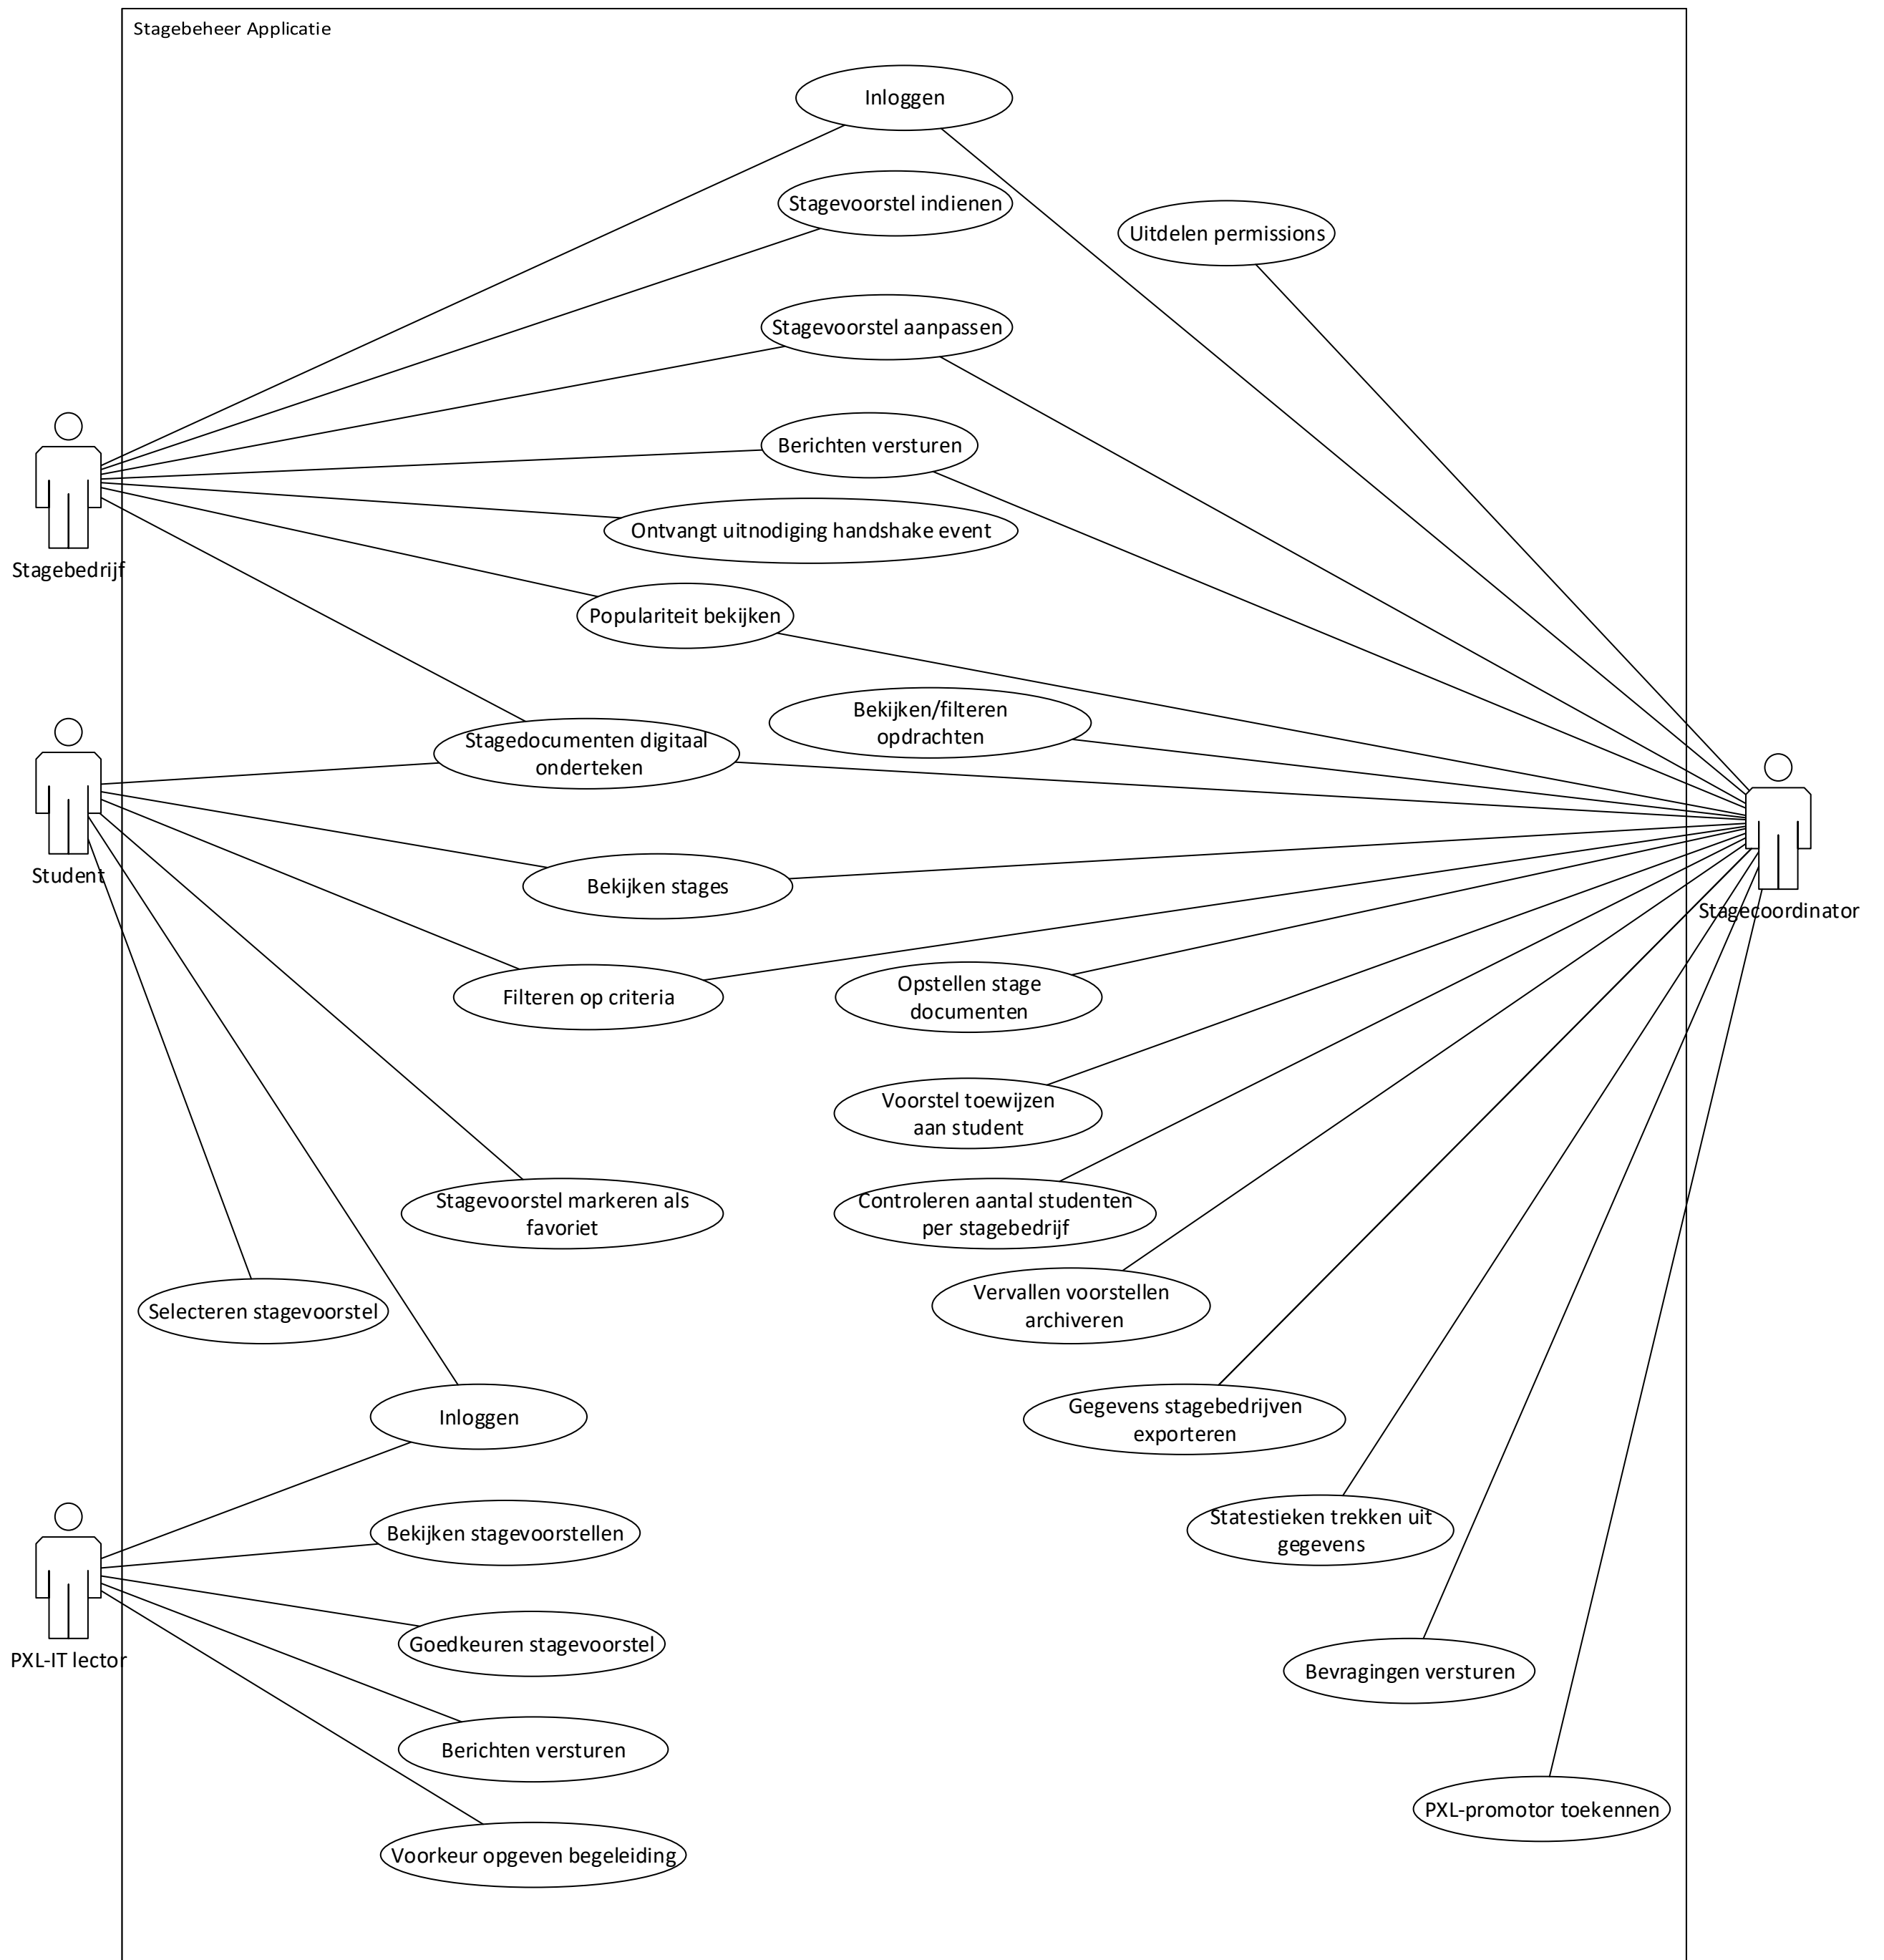 Stagebeheer Applicatie
Inloggen
Stagevoorstel indienen
Uitdelen permissions
Stagevoorstel aanpassen
Berichten versturen
Ontvangt uitnodiging handshake event
Stagebedrijf
Populariteit bekijken
Bekijken/filteren
opdrachten
Stagedocumenten digitaal
onderteken
Student
Bekijken stages
Stagecoordinator
Filteren op criteria
Opstellen stage
documenten
Voorstel toewijzen
aan student
Stagevoorstel markeren als
favoriet
Controleren aantal studenten
per stagebedrijf
Selecteren stagevoorstel
Vervallen voorstellen
archiveren
Inloggen
Gegevens stagebedrijven
exporteren
Bekijken stagevoorstellen
Statestieken trekken uit
gegevens
Goedkeuren stagevoorstel
PXL-IT lector
Bevragingen versturen
Berichten versturen
PXL-promotor toekennen
Voorkeur opgeven begeleiding